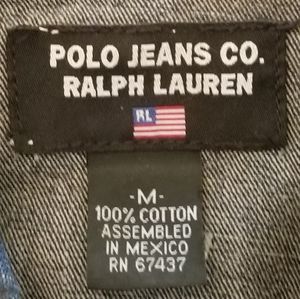 POLO JEANS CO.
RALPH LAUREN
RL
-M-
100% COTTON
ASSEMBLED
IN MEXICO
RN 67437